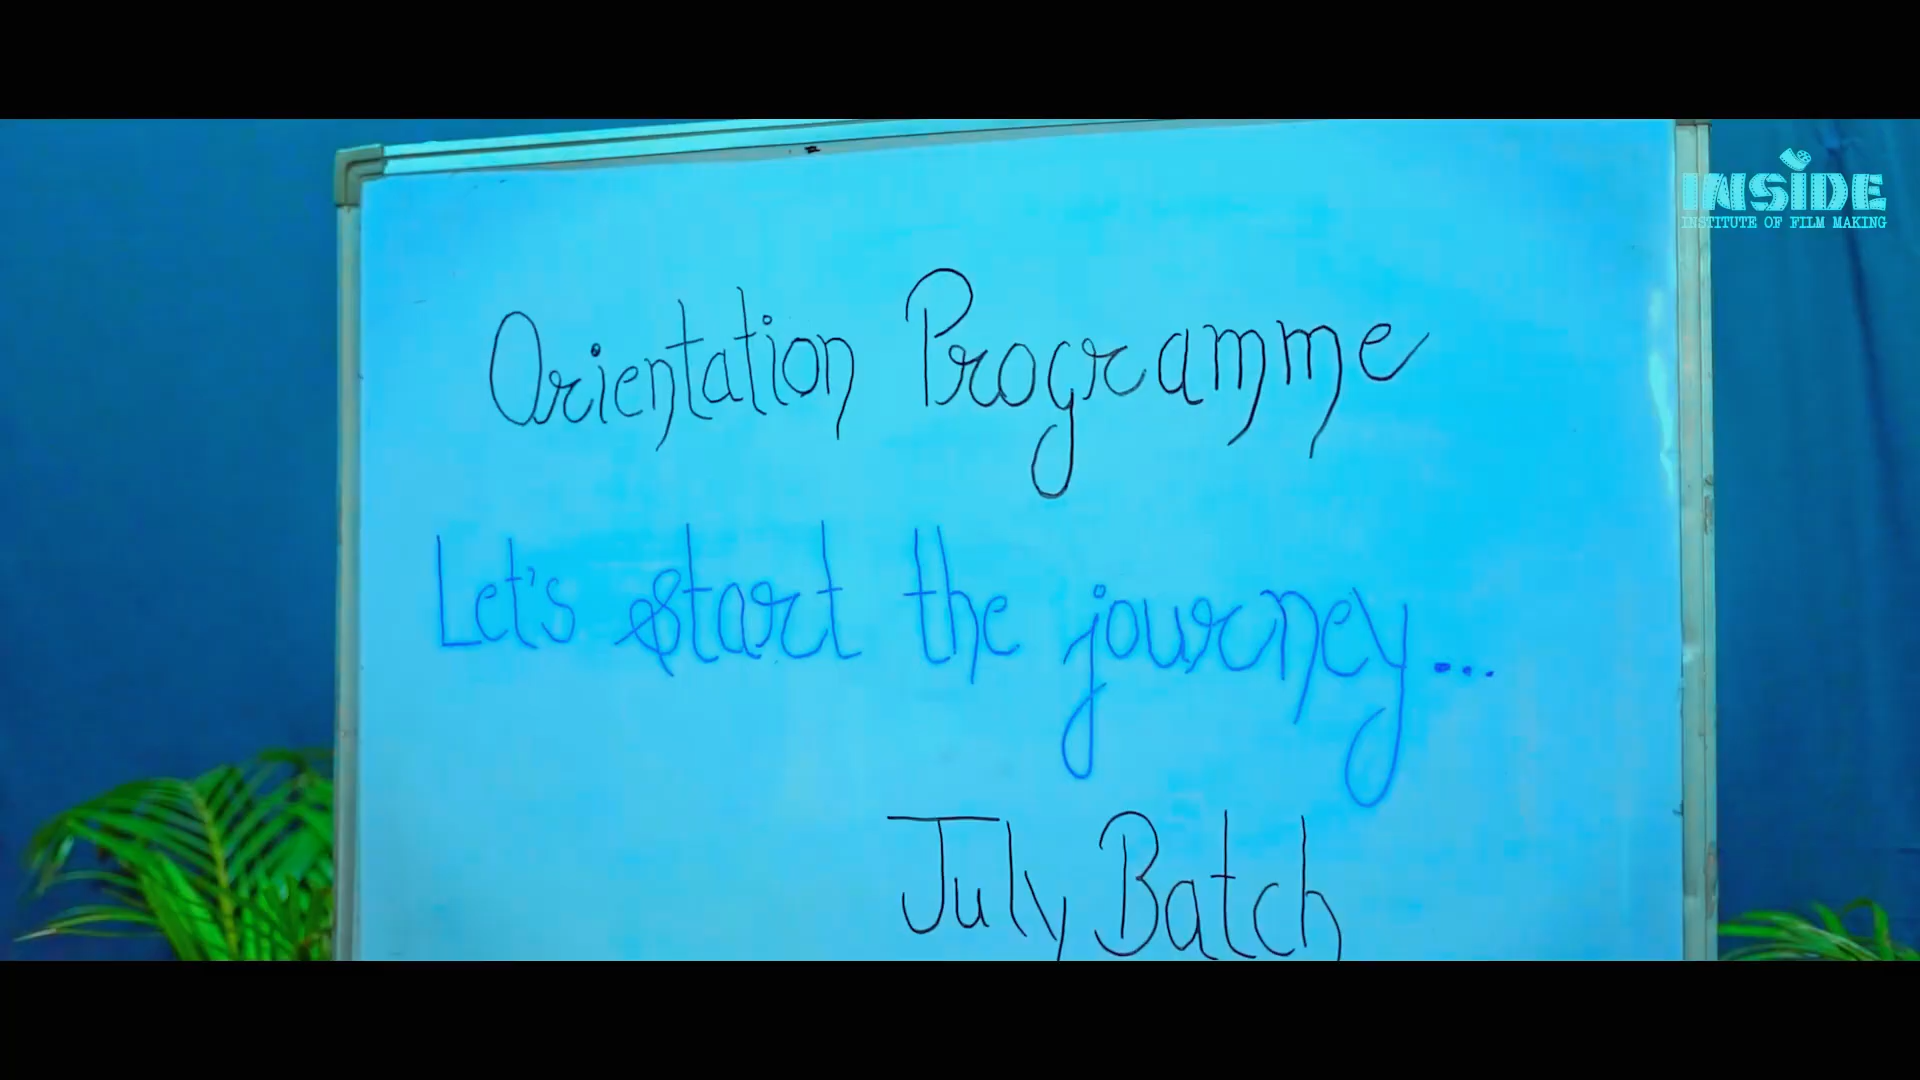 INSIDE
INSTITUTE OF FILM MAKING
Orientation Programme
Let's start the journey...
July Batch